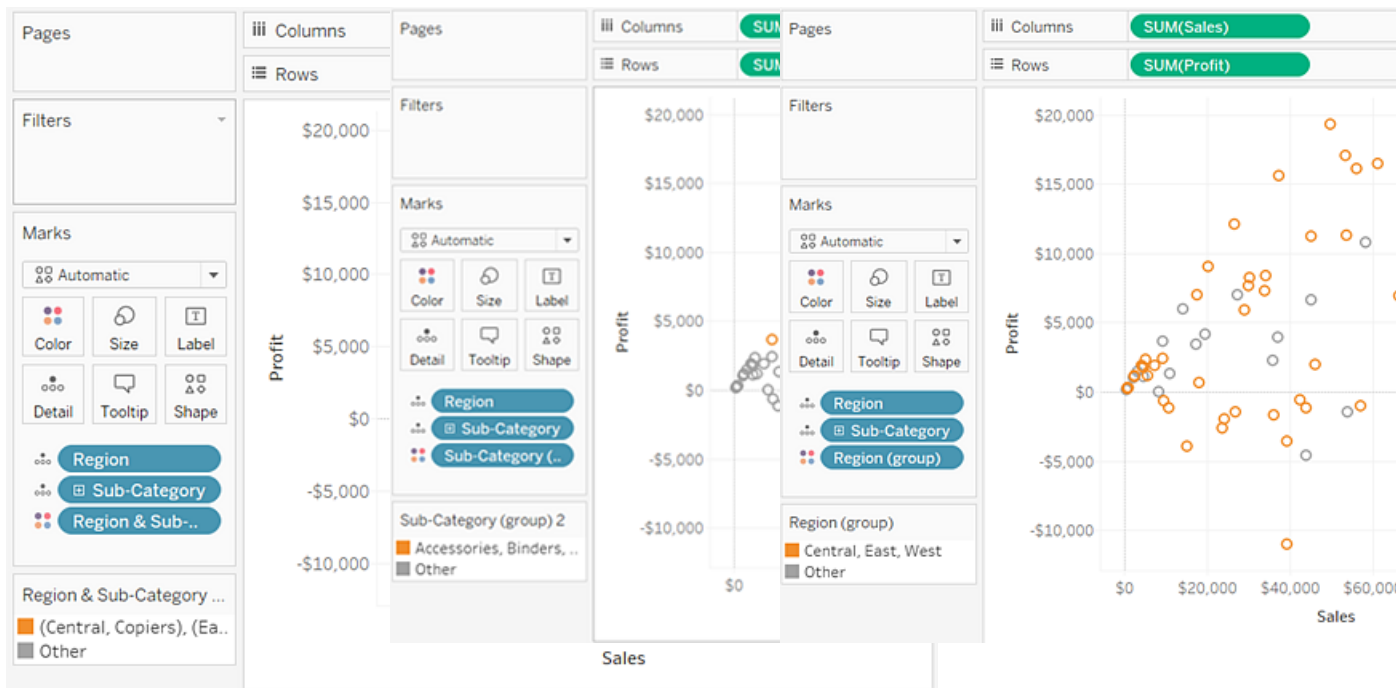 Pages
Columns
Rows
Filters
$20,000
$15,000
$10,000
$5,000
$0
-$5,000
-$10,000
Profit
Marks
Automatic
Color
Size
Label
Detail
Tooltip
Shape
Region
Sub-Category
Region & Sub-..
Region & Sub-Category ...
(Central, Copiers), (Ea..
Other
Sales
Pages
Columns
SUM
Rows
SUM
Filters
$20,000
$15,000
$10,000
$5,000
$0
-$5,000
-$10,000
Profit
$0
Marks
Automatic
Color
Size
Label
Detail
Tooltip
Shape
Region
Sub-Category
Sub-Category (..
Sub-Category (group) 2
Accessories, Binders, ..
Other
Pages
Columns
SUM(Sales)
Rows
SUM(Profit)
Filters
$20,000
$15,000
$10,000
$5,000
$0
-$5,000
-$10,000
Profit
$0
$20,000
$40,000
$60,00
Sales
Marks
Automatic
Color
Size
Label
Detail
Tooltip
Shape
Region
Sub-Category
Region (group)
Region (group)
Central, East, West
Other